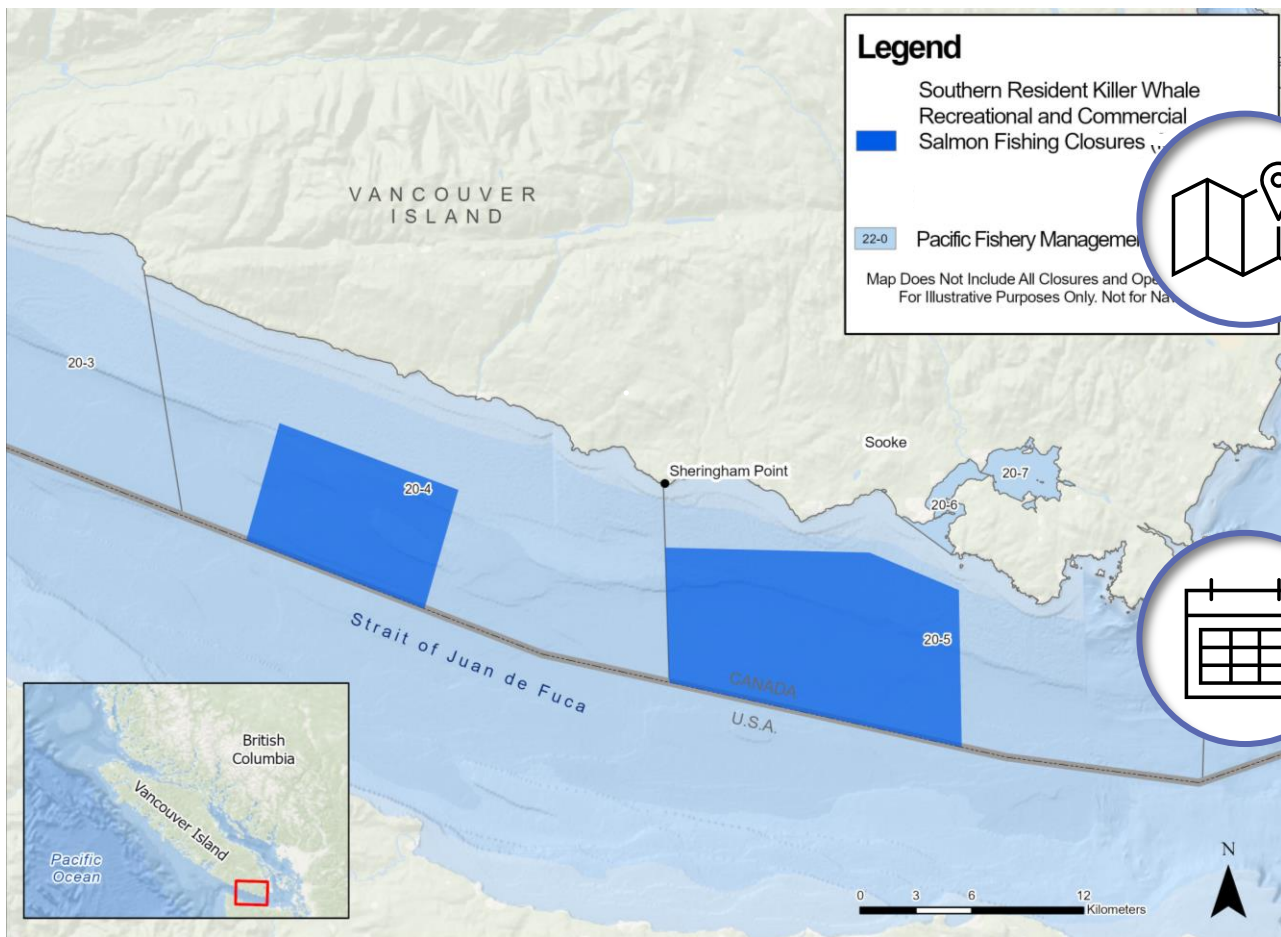 Legend
Southern Resident Killer Whale
Recreational and Commercial
Salmon Fishing Closures
22-0 Pacific Fishery
Map Does Not Include All Closures and
For Illustrative Purposes Only. Not for
VANCOUVER
ISLAND
20-3
20-4
Sheringham Point
Sooke
20-7
20-6
20-5
Strait of Juan de Fuca
CANADA
U.S.A.
British
Columbia
Vancouver Island
Pacific
Ocean
N
0 3 6 12
Kilometers